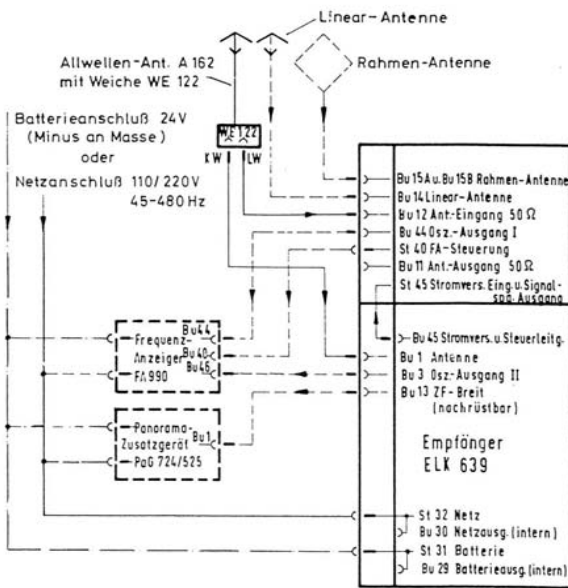 Linear-Antenne
Allwellen-Ant. A 162
mit Weiche WE 122
Rahmen-Antenne
Batterieanschluß 24V
(Minus an Masse)
oder
Netzanschluß 110/220V
45-480 Hz
WE 122
KW
LW
Bu 15A u. Bu 15B Rahmen-Antenne
Bu 14 Linear-Antenne
Bu 12 Ant.-Eingang 50 Ω
Bu 44 Osz.-Ausgang I
St 40 FA-Steuerung
Bu 11 Ant.-Ausgang 50 Ω
St 45 Stromvers. Eing. u. Signal-
spg. Ausgang
Bu 45 Stromvers. u. Steuerleitg.
Bu 1 Antenne
Bu 3 Osz.-Ausgang II
Bu 13 ZF-Breit
(nachrüstbar)
Empfänger
ELK 639
St 32 Netz
Bu 30 Netzausg. (intern)
St 31 Batterie
Bu 29 Batterieausg. (intern)
Bu 44
Frequenz-
Anzeiger Bu 40
Bu 46
FA 990
Panorama-
Zusatzgerät Bu 1
PaG 724/525